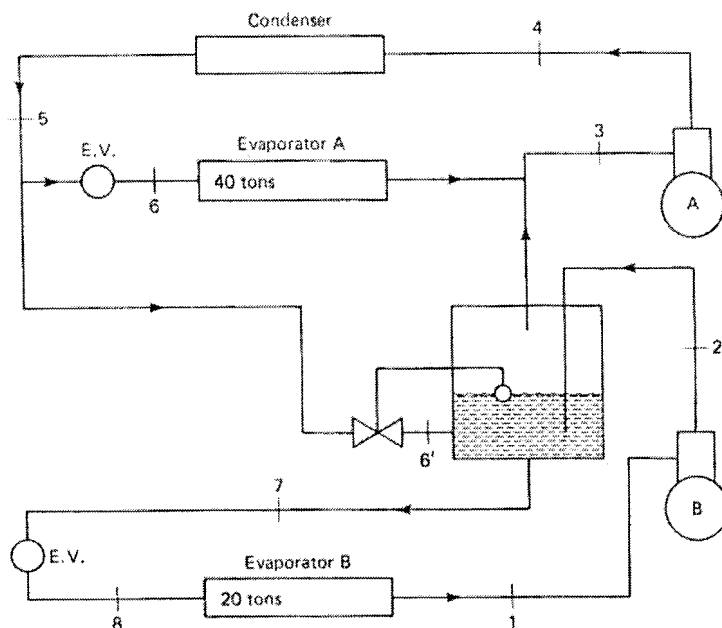 Condenser
4
5
E.V.
Evaporator A
3
40 tons
6
A
2
6'
7
B
E.V.
Evaporator B
20 tons
8
1